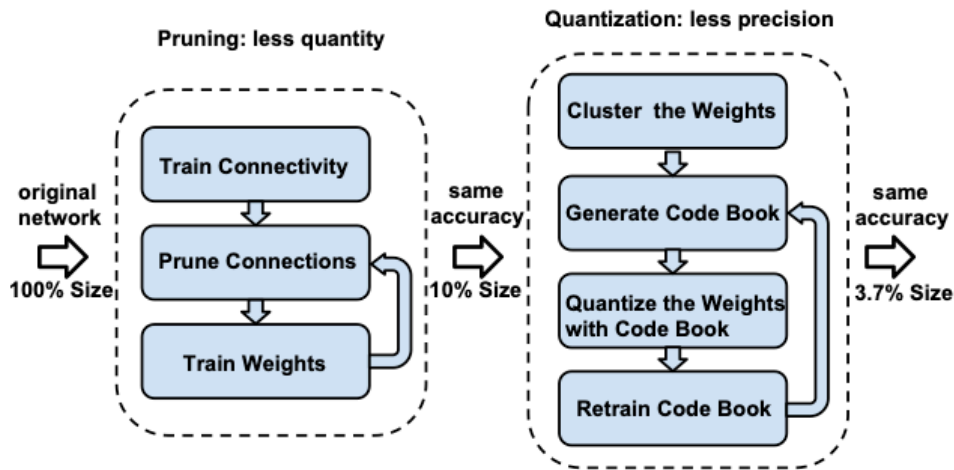 Pruning: less quantity
Train Connectivity
Prune Connections
Train Weights
original
network
100% Size
same
accuracy
10% Size
Quantization: less precision
Cluster the Weights
Generate Code Book
Quantize the Weights
with Code Book
Retrain Code Book
same
accuracy
3.7% Size